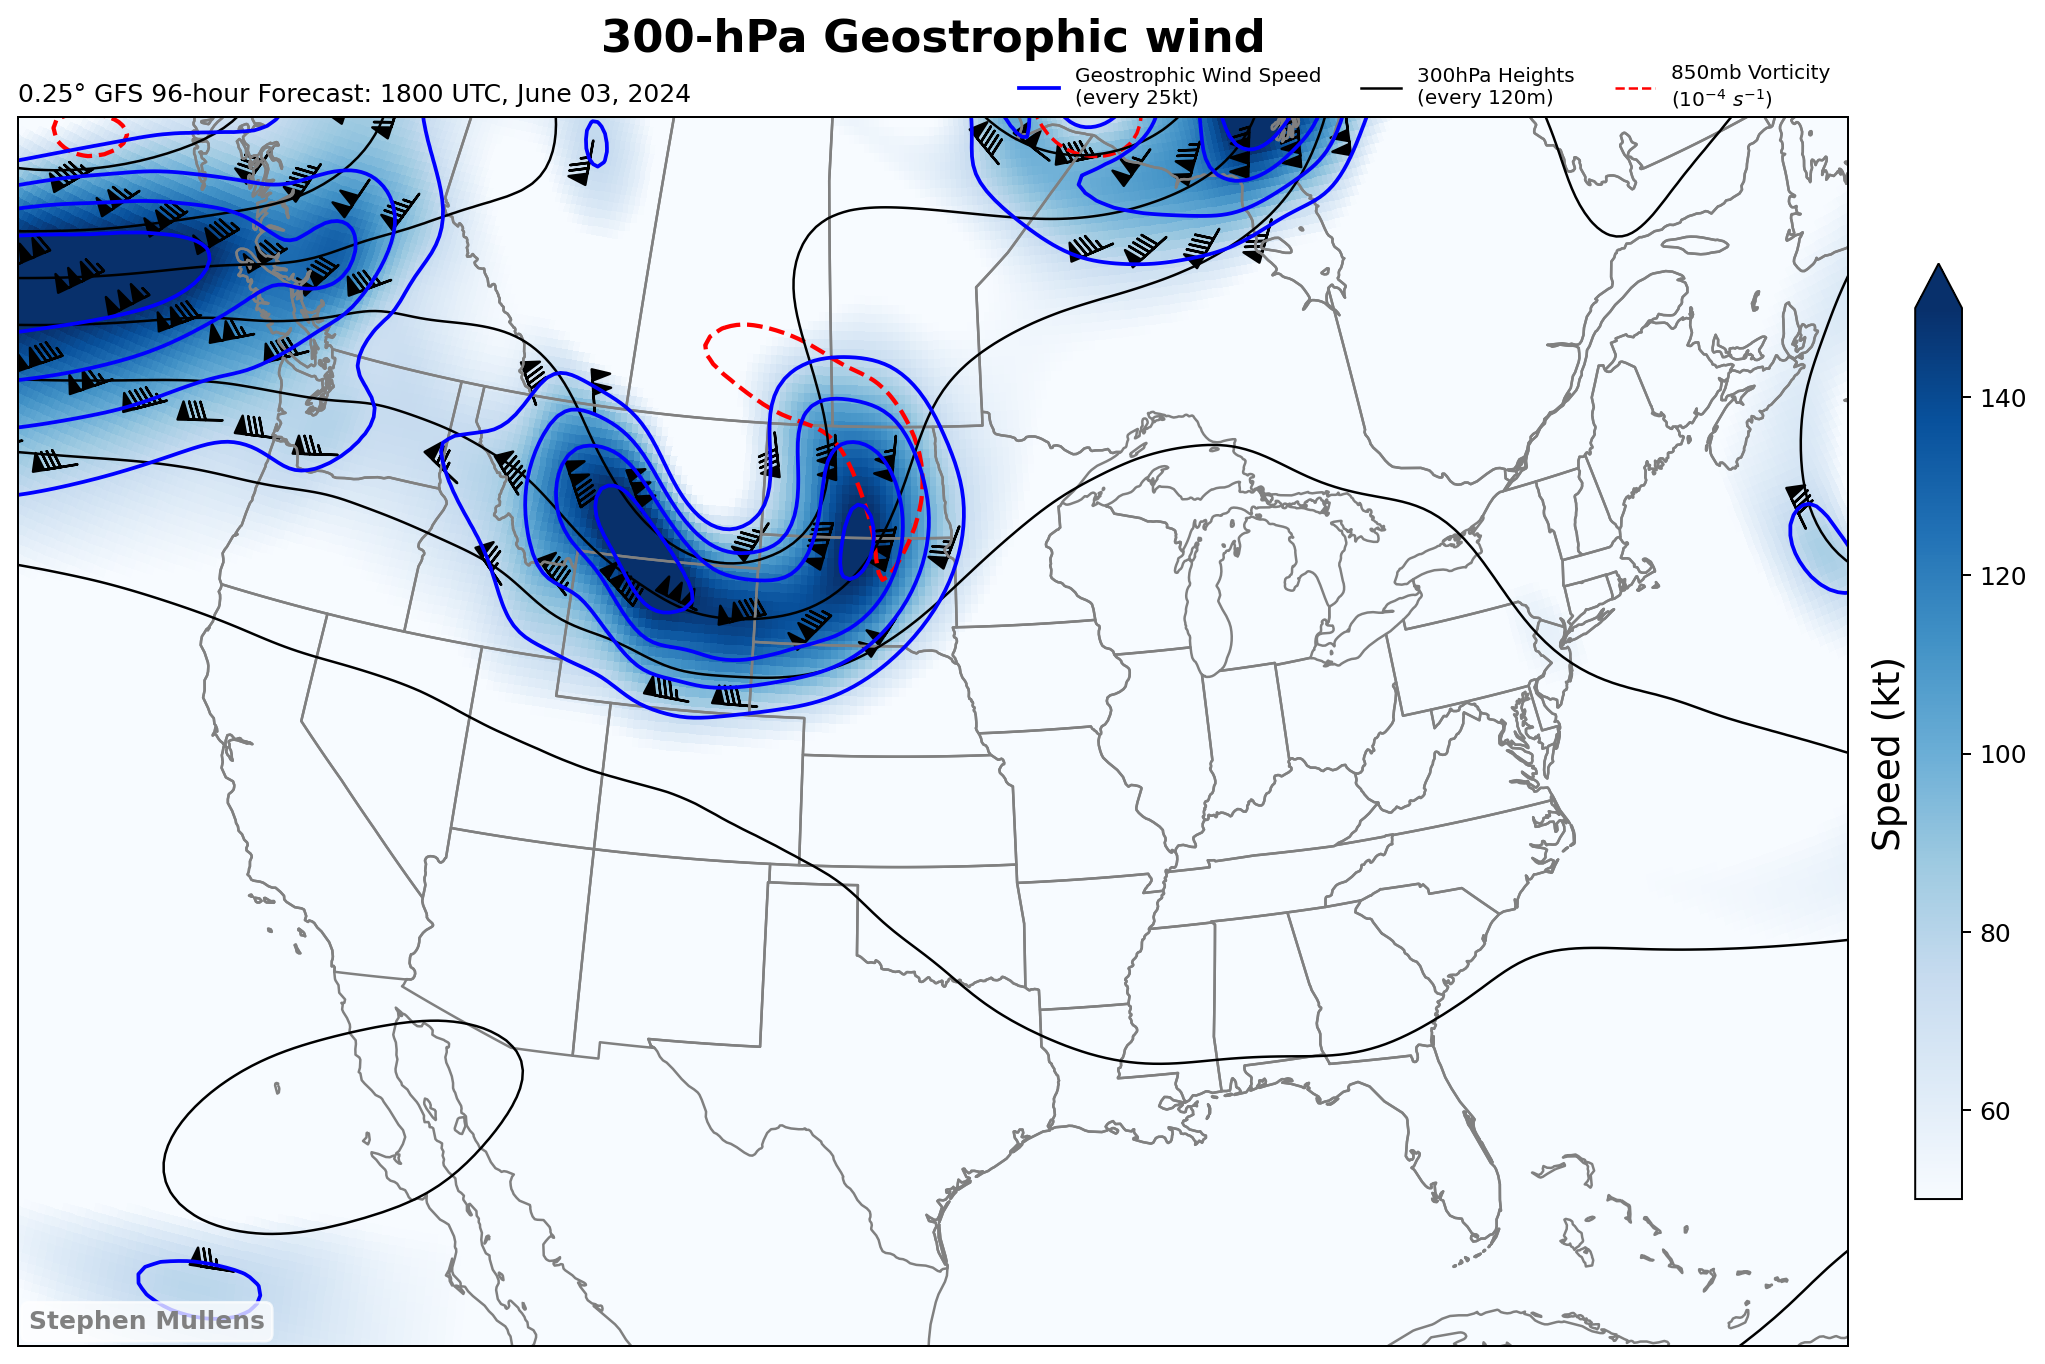 300-hPa Geostrophic wind
0.25° GFS 96-hour Forecast: 1800 UTC, June 03, 2024
Geostrophic Wind Speed
(every 25kt)
300hPa Heights
(every 120m)
850mb Vorticity
(10⁻⁴ s⁻¹)
140
120
100
80
60
Speed (kt)
Stephen Mullens